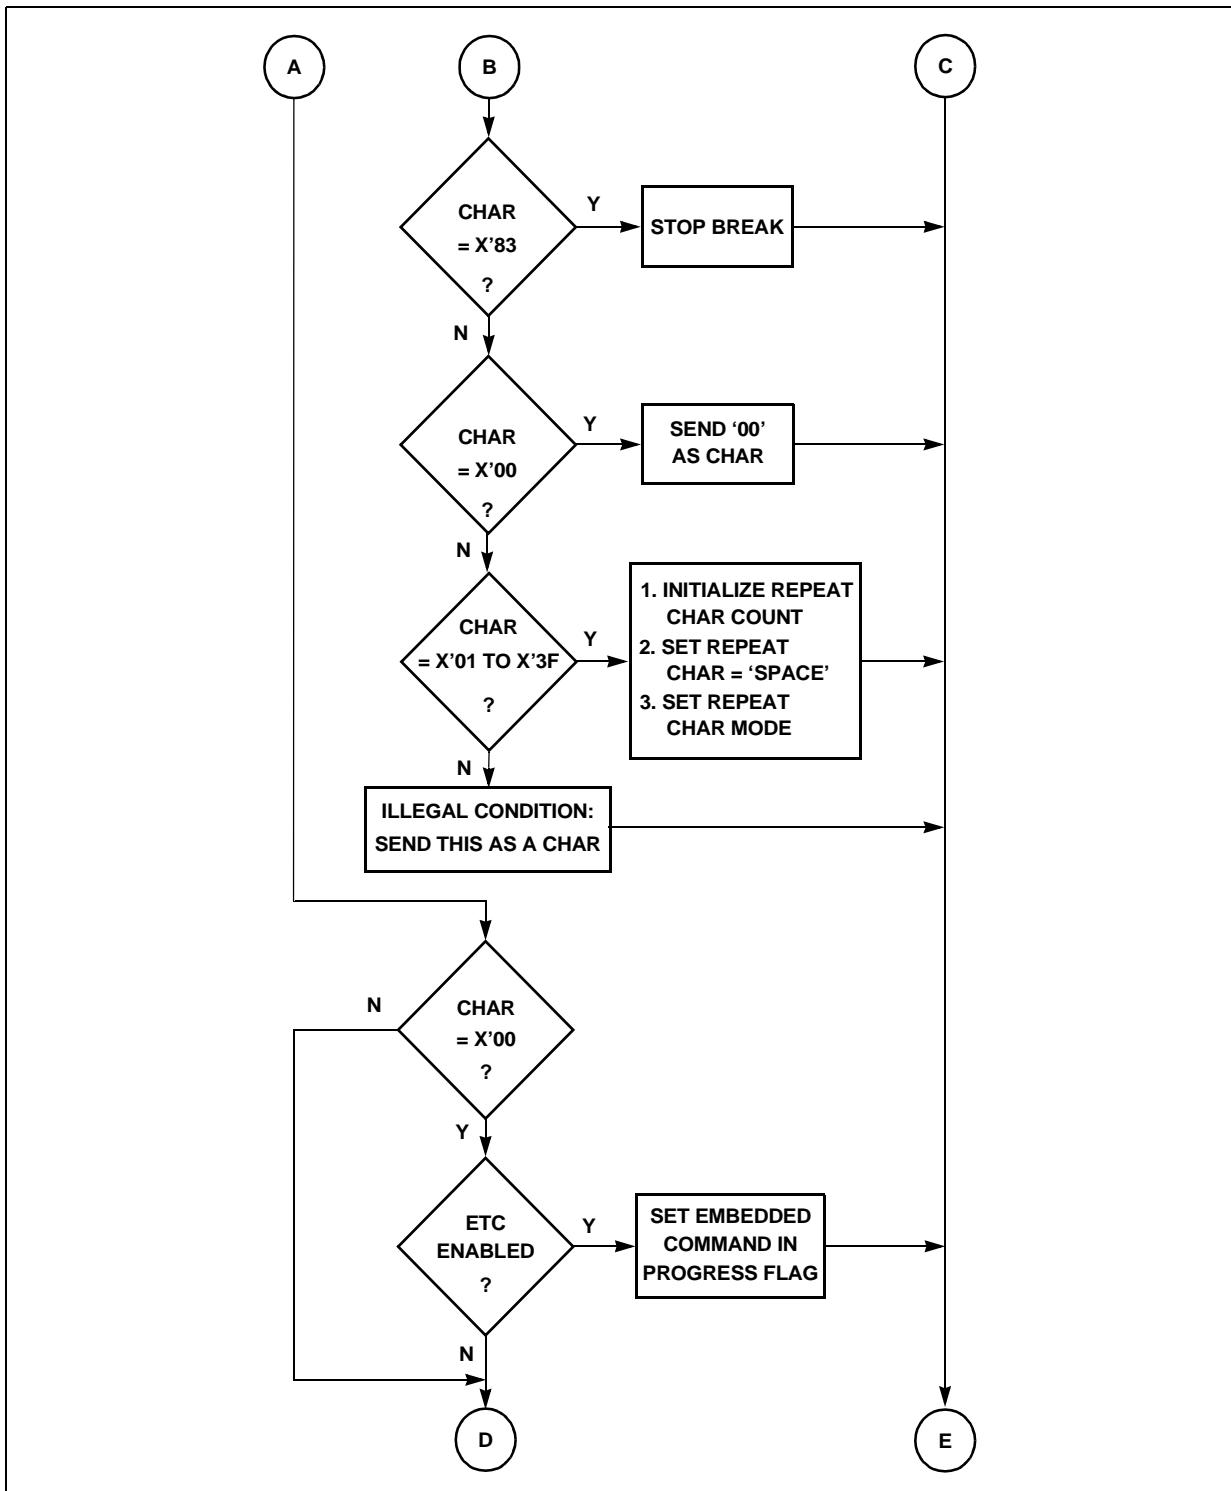 A
B
C
CHAR
= X’83
?
Y
STOP BREAK
N
CHAR
= X’00
?
Y
SEND ‘00’
AS CHAR
N
CHAR
= X’01 TO X’3F
?
Y
1. INITIALIZE REPEAT
CHAR COUNT
2. SET REPEAT
CHAR = ‘SPACE’
3. SET REPEAT
CHAR MODE
N
ILLEGAL CONDITION:
SEND THIS AS A CHAR
N
CHAR
= X’00
?
Y
ETC
ENABLED
?
Y
SET EMBEDDED
COMMAND IN
PROGRESS FLAG
N
D
E